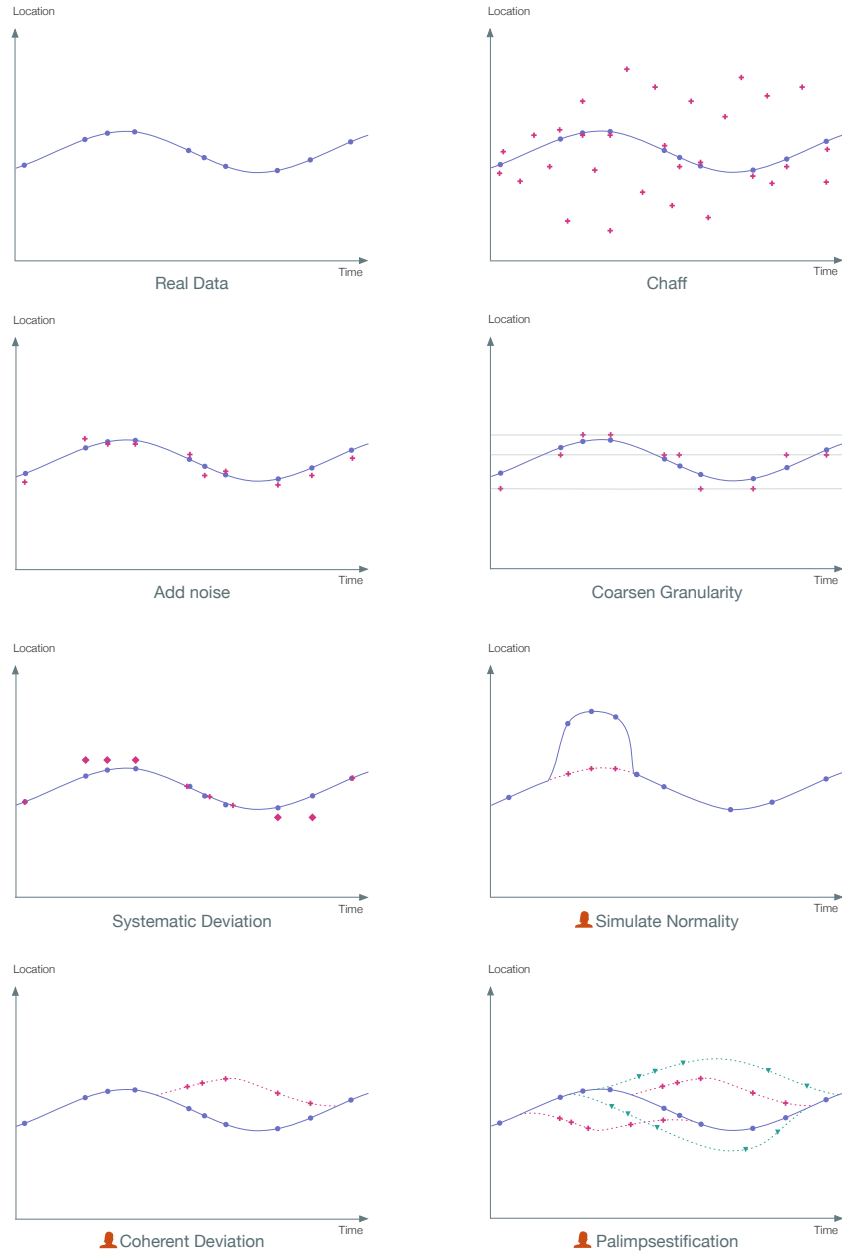 Location
Location
Time
Time
Real Data
Chaff
Location
Location
Time
Time
Add noise
Coarsen Granularity
Location
Location
Time
Time
Systematic Deviation
Simulate Normality
Location
Location
Time
Time
Coherent Deviation
Palimpsestification